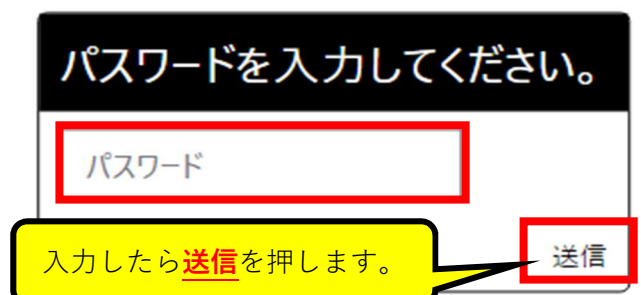 パスワードを入力してください。
パスワード
入力したら送信を押します。
送信